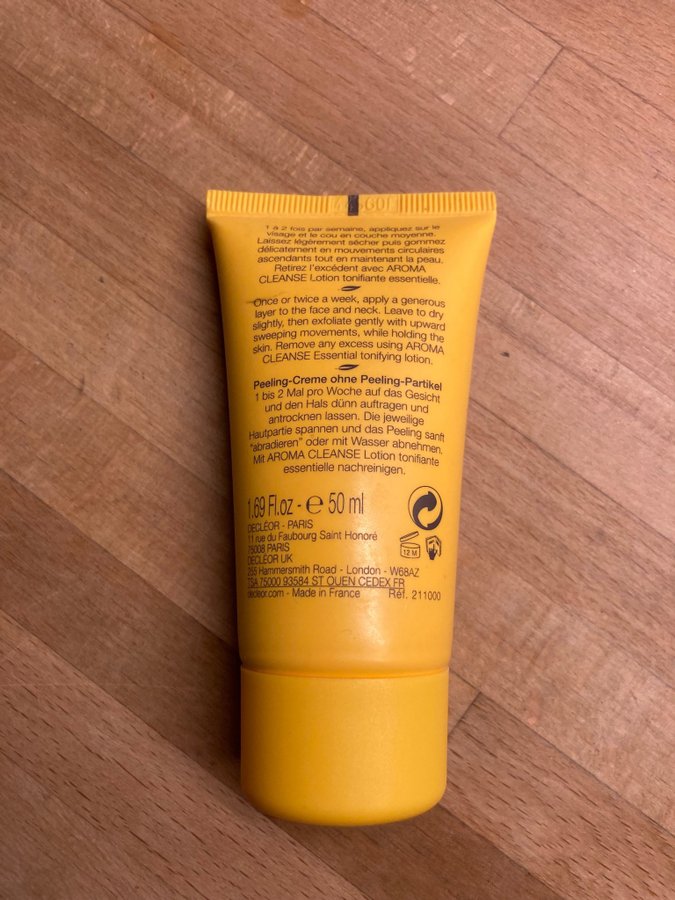 1 à 2 fois par semaine, appliquez sur le
visage et le cou en couche moyenne.
Laissez légèrement sécher puis gommez
délicatement en mouvements circulaires
ascendants tout en maintenant la peau.
Retirez l'excédent avec AROMA
CLEANSE Lotion tonifiante essentielle.
Once or twice a week, apply a generous
layer to the face and neck. Leave to dry
slightly, then exfoliate gently with upward
sweeping movements, while holding the
skin. Remove any excess using AROMA
CLEANSE Essential tonifying lotion.
Peeling-Creme ohne Peeling-Partikel
1 bis 2 Mal pro Woche auf das Gesicht
und den Hals dünn auftragen und
antrocknen lassen. Die jeweilige
Hautpartie spannen und das Peeling sanft
"abradieren" oder mit Wasser abnehmen.
Mit AROMA CLEANSE Lotion tonifiante
essentielle nachreinigen.
1.69 Fl.oz - e 50 ml
DECLÉOR - PARIS
11 rue du Faubourg Saint Honoré
75008 PARIS
DECLÉOR UK
255 Hammersmith Road - London - W68AZ
TSA 75000 93584 ST OUEN CEDEX FR
decleor.com - Made in France
Réf. 211000
12 M